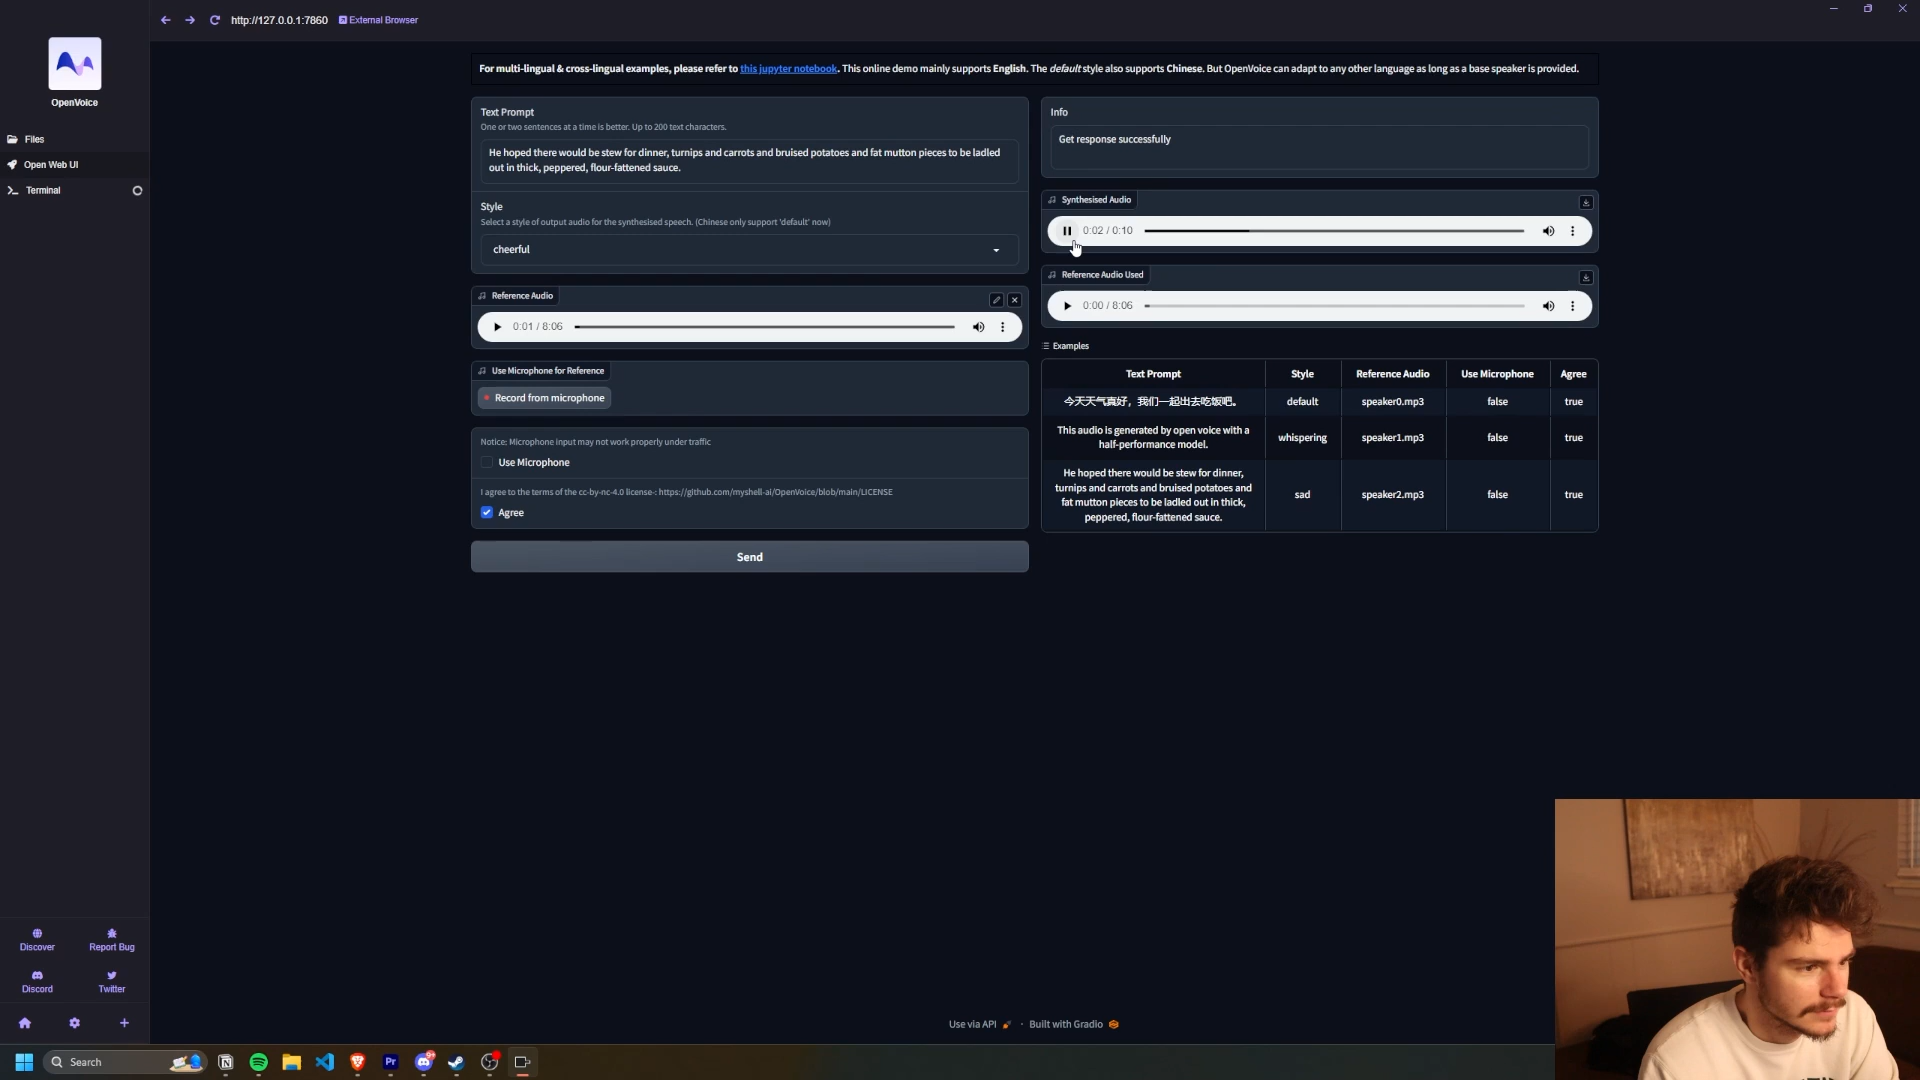 http://127.0.0.1:7860
External Browser
OpenVoice
Files
Open Web UI
Terminal
For multi-lingual & cross-lingual examples, please refer to this jupyter notebook. This online demo mainly supports English. The default style also supports Chinese. But OpenVoice can adapt to any other language as long as a base speaker is provided.
Text Prompt
One or two sentences at a time is better. Up to 200 text characters.
He hoped there would be stew for dinner, turnips and carrots and bruised potatoes and fat mutton pieces to be ladled
out in thick, peppered, flour-fattened sauce.
Style
Select a style of output audio for the synthesised speech. (Chinese only support 'default' now)
cheerful
Reference Audio
0:01 / 8:06
Use Microphone for Reference
Record from microphone
Notice: Microphone input may not work properly under traffic
Use Microphone
I agree to the terms of the cc-by-nc-4.0 license-: https://github.com/myshell-ai/OpenVoice/blob/main/LICENSE
Agree
Send
Info
Get response successfully
Synthesised Audio
0:02 / 0:10
Reference Audio Used
0:00 / 8:06
Examples
Text Prompt Style Reference Audio Use Microphone Agree
今天天气真好，我们一起出去吃饭吧。 default speaker0.mp3 false true
This audio is generated by open voice with a
half-performance model. whispering speaker1.mp3 false true
He hoped there would be stew for dinner,
turnips and carrots and bruised potatoes and
fat mutton pieces to be ladled out in thick,
peppered, flour-fattened sauce. sad speaker2.mp3 false true
Discover
Report Bug
Discord
Twitter
Use via API
·
Built with Gradio
Search
Pr